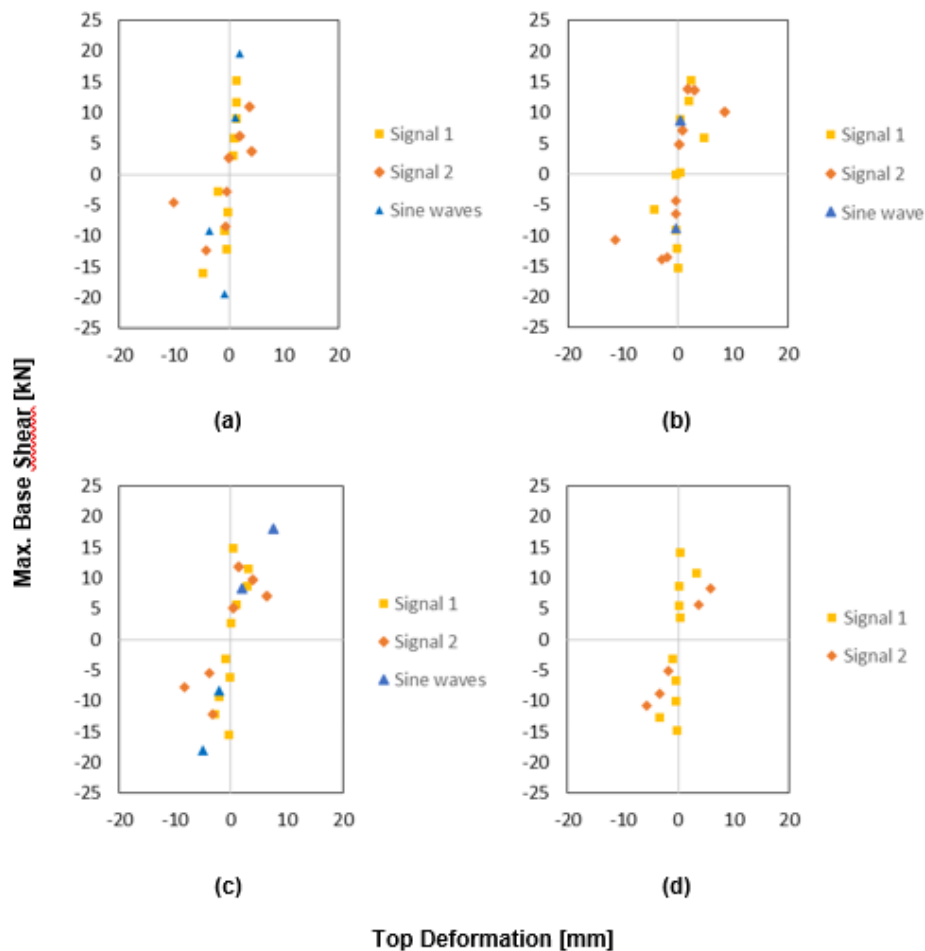 25
20
15
10
5
0
-5
-10
-15
-20
-25
-20 -10 0 10 20
Signal 1
Signal 2
Sine waves
(a)
25
20
15
10
5
0
-5
-10
-15
-20
-25
-20 -10 0 10 20
Signal 1
Signal 2
Sine wave
(b)
Max. Base Shear [kN]
25
20
15
10
5
0
-5
-10
-15
-20
-25
-20 -10 0 10 20
Signal 1
Signal 2
Sine waves
(c)
25
20
15
10
5
0
-5
-10
-15
-20
-25
-20 -10 0 10 20
Signal 1
Signal 2
(d)
Top Deformation [mm]